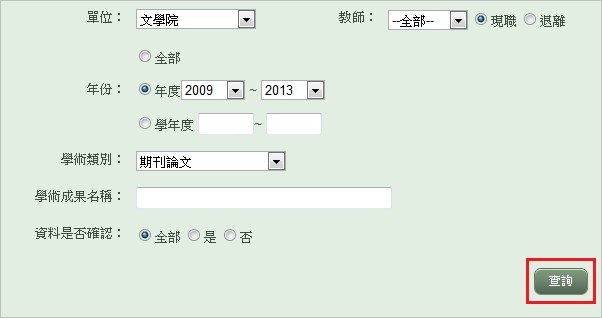 單位： 文學院 教師： --全部-- 現職 退離
全部
年份： 年度 2009 ~ 2013
學年度 ~
學術類別： 期刊論文
學術成果名稱：
資料是否確認： 全部 是 否
查詢